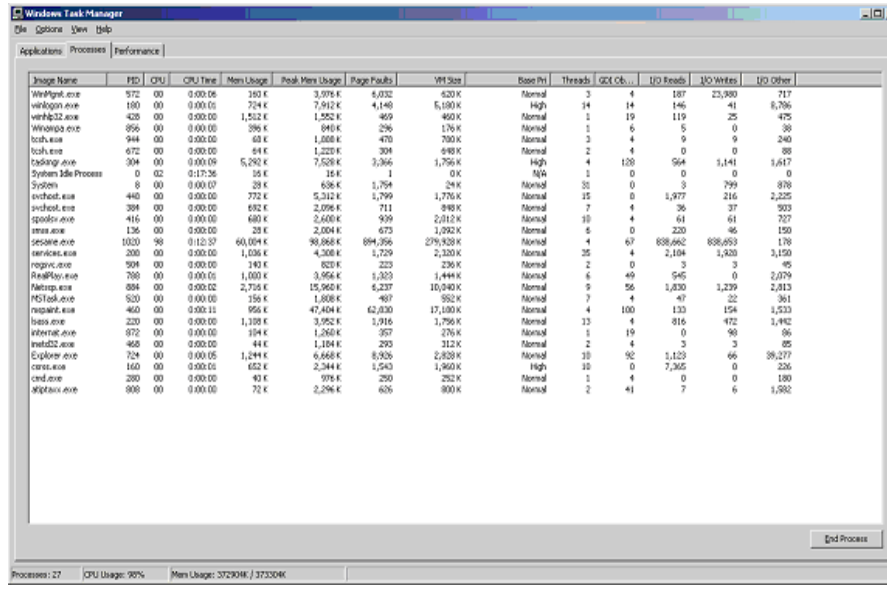 Windows Task Manager
File Options View Help
Applications Processes Performance
Image Name PID CPU CPU Time Mem Usage Peak Mem Usage Page Faults VM Size Base Pri Threads GDI Ob... I/O Reads I/O Writes I/O Other
WinMgmt.exe 572 00 0:00:06 160 K 3,976 K 6,032 620 K Normal 3 4 187 23,980 717
winlogon.exe 180 00 0:00:01 724 K 7,912 K 4,148 5,180 K High 14 14 146 41 8,786
winhlp32.exe 428 00 0:00:00 1,512 K 1,552 K 469 460 K Normal 1 19 119 25 475
Winampa.exe 856 00 0:00:00 396 K 840 K 296 176 K Normal 1 6 5 0 38
tcsh.exe 944 00 0:00:00 60 K 1,008 K 470 700 K Normal 3 4 9 9 240
tcsh.exe 672 00 0:00:00 64 K 1,220 K 304 648 K Normal 2 4 0 0 88
taskmgr.exe 304 00 0:00:09 5,292 K 7,528 K 3,366 1,756 K High 4 128 564 1,141 1,617
System Idle Process 0 02 0:17:36 16 K 16 K 1 0 K N/A 1 0 0 0 0
System 8 00 0:00:07 28 K 636 K 1,754 24 K Normal 31 0 3 799 878
svchost.exe 440 00 0:00:00 772 K 5,312 K 1,799 1,776 K Normal 15 0 1,977 216 2,225
svchost.exe 384 00 0:00:00 692 K 2,096 K 711 848 K Normal 7 4 36 37 503
spoolsv.exe 416 00 0:00:00 680 K 2,600 K 939 2,012 K Normal 10 4 61 61 727
smss.exe 136 00 0:00:00 28 K 2,004 K 673 1,092 K Normal 6 0 220 46 150
sesame.exe 1020 98 0:12:37 60,004 K 98,868 K 894,356 279,928 K Normal 4 67 838,662 838,653 178
services.exe 208 00 0:00:00 1,036 K 4,308 K 1,729 2,320 K Normal 35 4 2,104 1,928 3,150
regsvc.exe 504 00 0:00:00 140 K 820 K 223 236 K Normal 2 0 3 3 45
RealPlay.exe 788 00 0:00:01 1,000 K 3,956 K 1,323 1,444 K Normal 6 49 545 0 2,079
Netscp.exe 884 00 0:00:02 2,716 K 15,960 K 6,237 10,040 K Normal 9 56 1,830 1,239 2,813
MSTask.exe 520 00 0:00:00 156 K 1,808 K 487 552 K Normal 7 4 47 22 361
mspaint.exe 460 00 0:00:11 956 K 47,404 K 62,830 17,180 K Normal 4 100 133 154 1,533
lsass.exe 220 00 0:00:00 1,108 K 3,952 K 1,916 1,756 K Normal 13 4 816 472 1,442
internat.exe 872 00 0:00:00 104 K 1,260 K 357 276 K Normal 1 19 0 98 86
inetd32.exe 468 00 0:00:00 44 K 1,184 K 293 312 K Normal 2 4 3 3 85
Explorer.exe 724 00 0:00:05 1,244 K 6,668 K 8,926 2,828 K Normal 10 92 1,123 66 39,277
csrss.exe 160 00 0:00:01 652 K 2,344 K 1,543 1,960 K High 10 0 7,365 0 226
cmd.exe 280 00 0:00:00 40 K 976 K 250 252 K Normal 1 4 0 0 180
atiptaxx.exe 808 00 0:00:00 72 K 2,296 K 626 800 K Normal 2 41 7 6 1,582
End Process
Processes: 27 CPU Usage: 98% Mem Usage: 372904K / 373304K